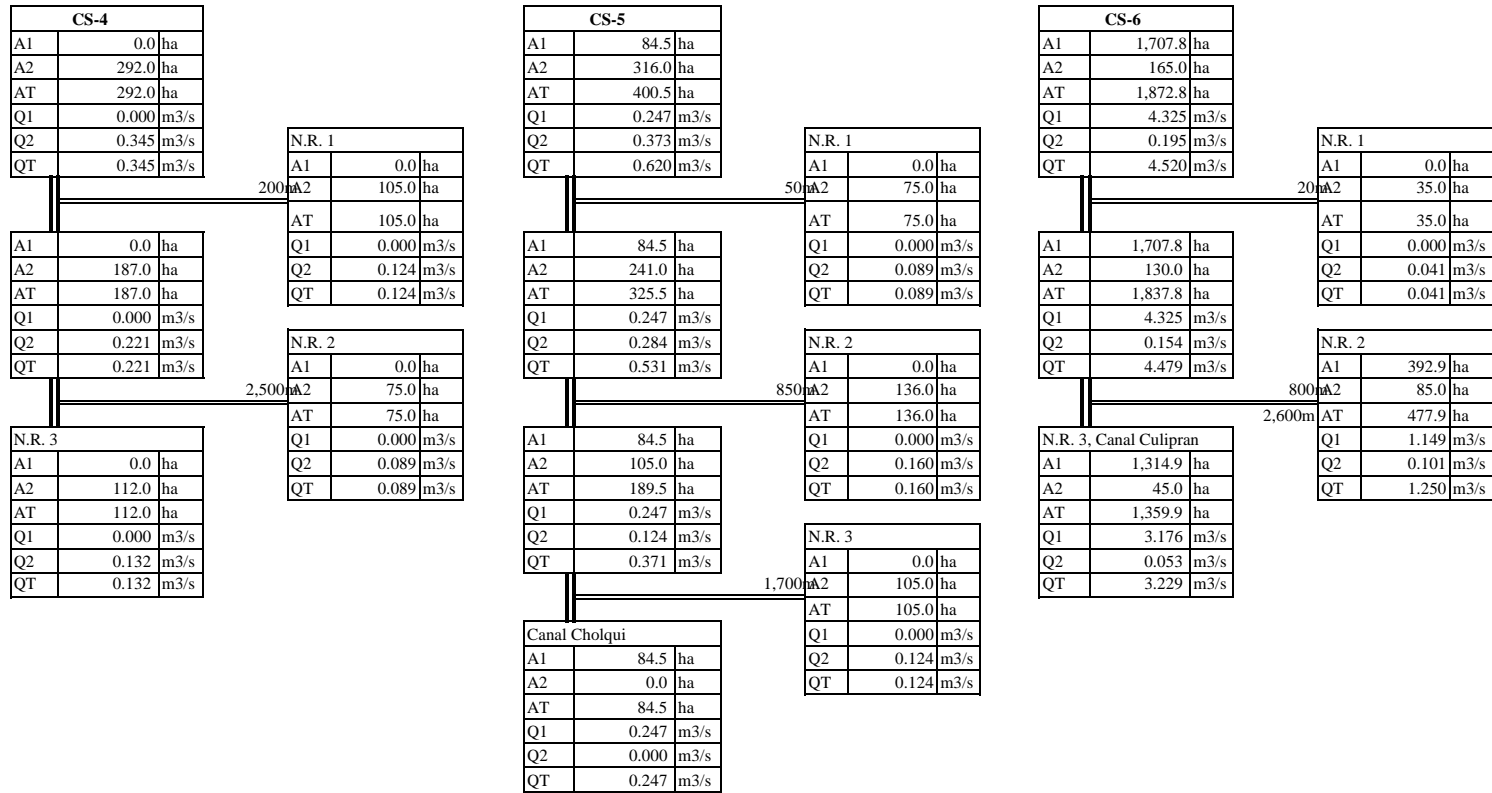 CS-4
A1 0.0 ha
A2 292.0 ha
AT 292.0 ha
Q1 0.000 m3/s
Q2 0.345 m3/s
QT 0.345 m3/s
200m
N.R. 1
A1 0.0 ha
A2 105.0 ha
AT 105.0 ha
Q1 0.000 m3/s
Q2 0.124 m3/s
QT 0.124 m3/s
A1 0.0 ha
A2 187.0 ha
AT 187.0 ha
Q1 0.000 m3/s
Q2 0.221 m3/s
QT 0.221 m3/s
2,500m
N.R. 2
A1 0.0 ha
A2 75.0 ha
AT 75.0 ha
Q1 0.000 m3/s
Q2 0.089 m3/s
QT 0.089 m3/s
N.R. 3
A1 0.0 ha
A2 112.0 ha
AT 112.0 ha
Q1 0.000 m3/s
Q2 0.132 m3/s
QT 0.132 m3/s
CS-5
A1 84.5 ha
A2 316.0 ha
AT 400.5 ha
Q1 0.247 m3/s
Q2 0.373 m3/s
QT 0.620 m3/s
50m
N.R. 1
A1 0.0 ha
A2 75.0 ha
AT 75.0 ha
Q1 0.000 m3/s
Q2 0.089 m3/s
QT 0.089 m3/s
A1 84.5 ha
A2 241.0 ha
AT 325.5 ha
Q1 0.247 m3/s
Q2 0.284 m3/s
QT 0.531 m3/s
850m
N.R. 2
A1 0.0 ha
A2 136.0 ha
AT 136.0 ha
Q1 0.000 m3/s
Q2 0.160 m3/s
QT 0.160 m3/s
A1 84.5 ha
A2 105.0 ha
AT 189.5 ha
Q1 0.247 m3/s
Q2 0.124 m3/s
QT 0.371 m3/s
1,700m
N.R. 3
A1 0.0 ha
A2 105.0 ha
AT 105.0 ha
Q1 0.000 m3/s
Q2 0.124 m3/s
QT 0.124 m3/s
Canal Cholqui
A1 84.5 ha
A2 0.0 ha
AT 84.5 ha
Q1 0.247 m3/s
Q2 0.000 m3/s
QT 0.247 m3/s
CS-6
A1 1,707.8 ha
A2 165.0 ha
AT 1,872.8 ha
Q1 4.325 m3/s
Q2 0.195 m3/s
QT 4.520 m3/s
20m
N.R. 1
A1 0.0 ha
A2 35.0 ha
AT 35.0 ha
Q1 0.000 m3/s
Q2 0.041 m3/s
QT 0.041 m3/s
A1 1,707.8 ha
A2 130.0 ha
AT 1,837.8 ha
Q1 4.325 m3/s
Q2 0.154 m3/s
QT 4.479 m3/s
800m
2,600m
N.R. 2
A1 392.9 ha
A2 85.0 ha
AT 477.9 ha
Q1 1.149 m3/s
Q2 0.101 m3/s
QT 1.250 m3/s
N.R. 3, Canal Culipran
A1 1,314.9 ha
A2 45.0 ha
AT 1,359.9 ha
Q1 3.176 m3/s
Q2 0.053 m3/s
QT 3.229 m3/s